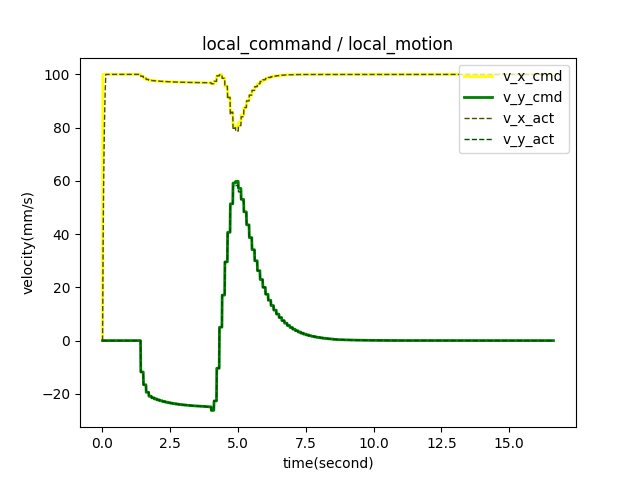 local_command / local_motion
velocity(mm/s)
100
80
60
40
20
0
−20
v_x_cmd
v_y_cmd
v_x_act
v_y_act
0.0 2.5 5.0 7.5 10.0 12.5 15.0
time(second)